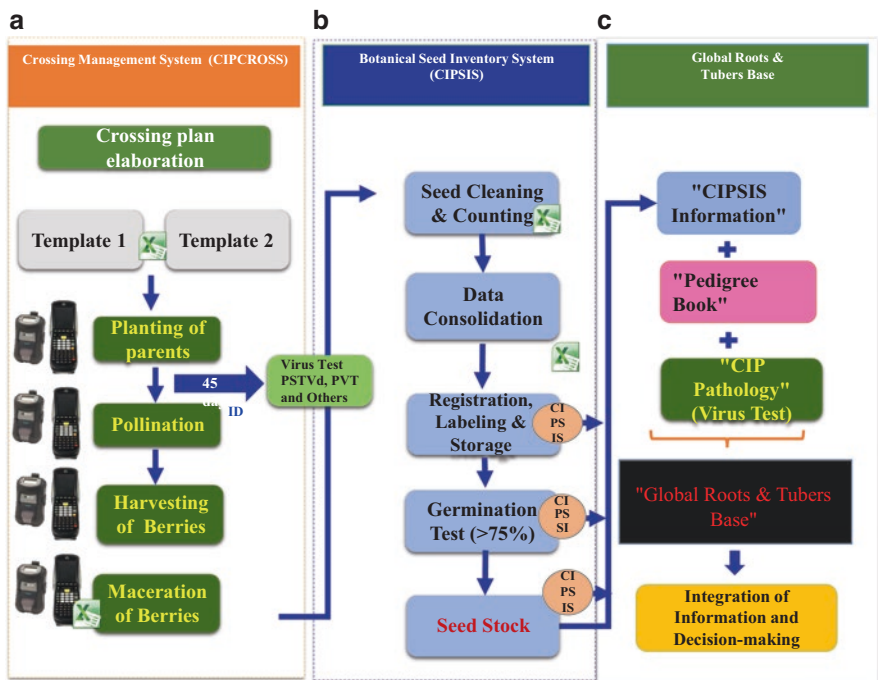 a
Crossing Management System (CIPCROSS)
Crossing plan
elaboration
Template 1
Template 2
Planting of
parents
45
ID
Virus Test
PSTVd, PVT
and Others
Pollination
Harvesting
of Berries
Maceration
of Berries
b
Botanical Seed Inventory System
(CIPSIS)
Seed Cleaning
& Counting
Data
Consolidation
Registration,
Labeling &
Storage
CI
PS
IS
Germination
Test (>75%)
CI
PS
SI
Seed Stock
CI
PS
IS
c
Global Roots &
Tubers Base
"CIPSIS
Information"
"Pedigree
Book"
"CIP
Pathology"
(Virus Test)
"Global Roots & Tubers
Base"
Integration of
Information and
Decision-making